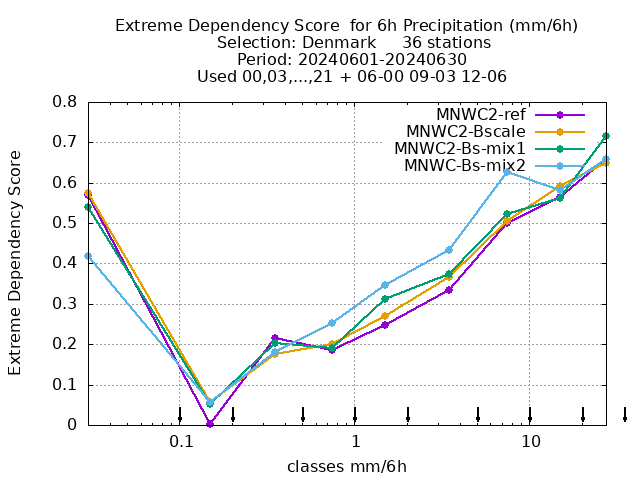 Extreme Dependency Score  for 6h Precipitation (mm/6h)
Selection: Denmark     36 stations
Period: 20240601-20240630
Used 00,03,...,21 + 06-00 09-03 12-06
MNWC2-ref
MNWC2-Bscale
MNWC2-Bs-mix1
MNWC-Bs-mix2
Extreme Dependency Score
0.8
0.7
0.6
0.5
0.4
0.3
0.2
0.1
0
0.1 1 10
classes mm/6h